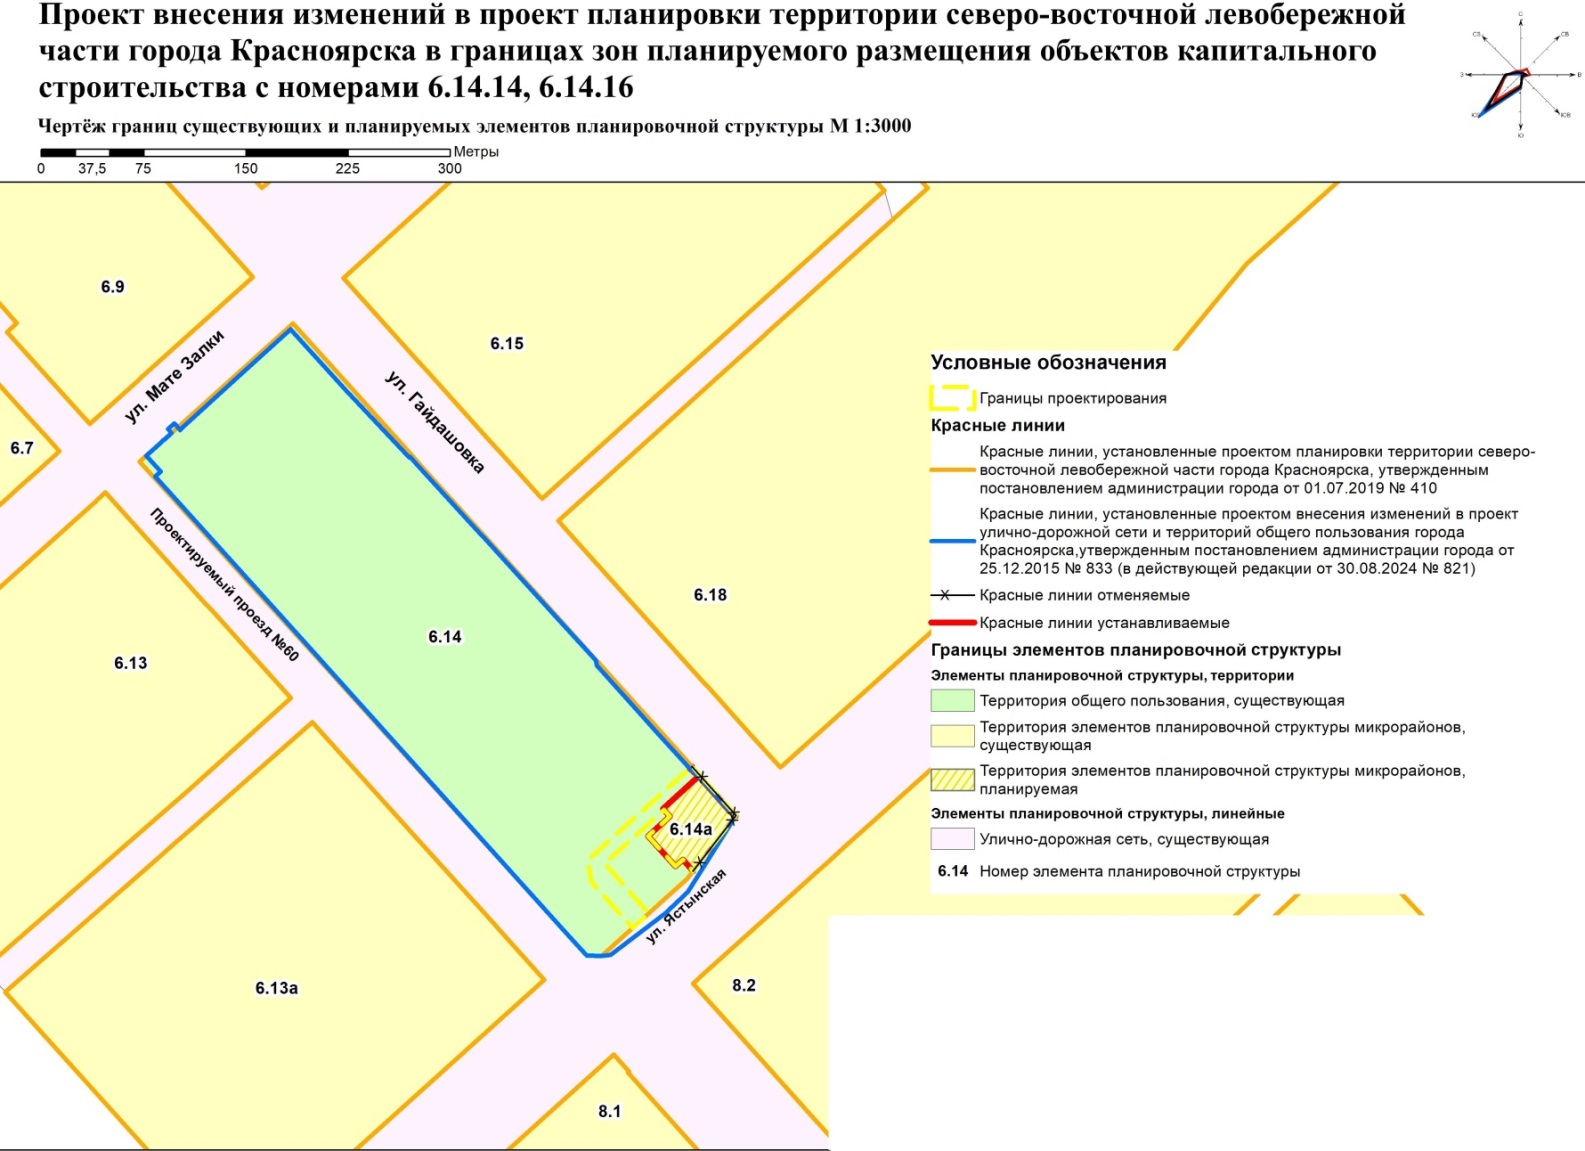 Проект внесения изменений в проект планировки территории северо-восточной левобережной
части города Красноярска в границах зон планируемого размещения объектов капитального
строительства с номерами 6.14.14, 6.14.16
Чертёж границ существующих и планируемых элементов планировочной структуры М 1:3000
Метры
0 37,5 75 150 225 300
С
СЗ СВ
З В
ЮВ
Ю
6.9
6.15
ул. Мате Залки
ул. Гайдашовка
6.7
Проектируемый проезд №60
6.18
6.14
6.13
6.14а
ул. Ястынская
6.13а
8.2
8.1
Условные обозначения
Границы проектирования
Красные линии
Красные линии, установленные проектом планировки территории северо-
восточной левобережной части города Красноярска, утвержденным
постановлением администрации города от 01.07.2019 № 410
Красные линии, установленные проектом внесения изменений в проект
улично-дорожной сети и территорий общего пользования города
Красноярска,утвержденным постановлением администрации города от
25.12.2015 № 833 (в действующей редакции от 30.08.2024 № 821)
Красные линии отменяемые
Красные линии устанавливаемые
Границы элементов планировочной структуры
Элементы планировочной структуры, территории
Территория общего пользования, существующая
Территория элементов планировочной структуры микрорайонов,
существующая
Территория элементов планировочной структуры микрорайонов,
планируемая
Элементы планировочной структуры, линейные
Улично-дорожная сеть, существующая
6.14 Номер элемента планировочной структуры